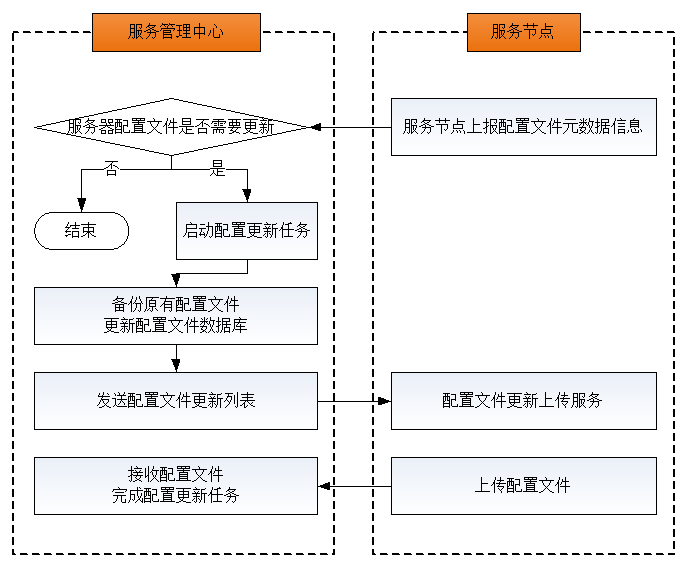 服务管理中心
服务节点
服务器配置文件是否需要更新
服务节点上报配置文件元数据信息
否
是
结束
启动配置更新任务
备份原有配置文件
更新配置文件数据库
发送配置文件更新列表
配置文件更新上传服务
接收配置文件
完成配置更新任务
上传配置文件